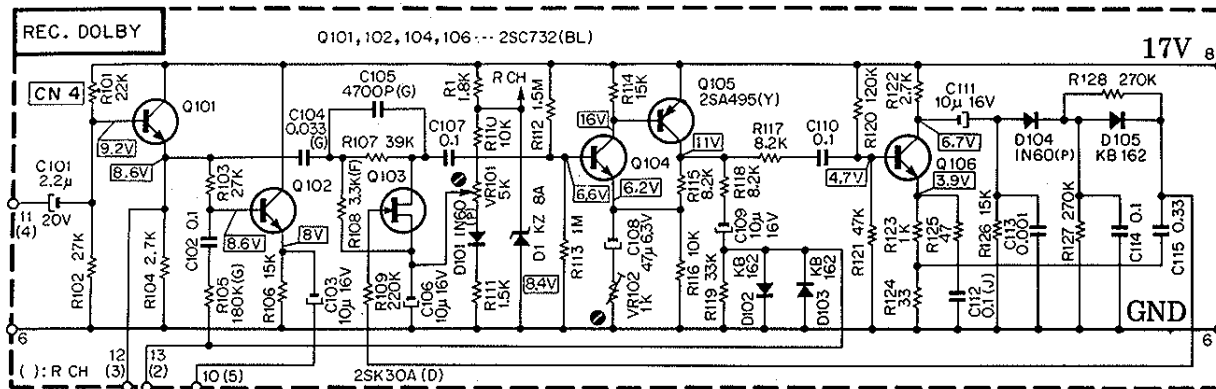 REC. DOLBY
Q101, 102, 104, 106 --- 2SC732(BL)
17V 8
CN 4
R101 22K
Q101
9.2V
8.6V
C101 2.2μ 20V
11 (4)
R102 27K
R104 2.7K
R103 27K
C102 0.1
R105 180K(G)
Q102
8.6V
8V
R106 15K
C103 10μ 16V
C104 0.033 (G)
C105 4700P(G)
R107 39K
Q103
R108 3.3K(F)
R109 220K
C106 10μ 16V
C107 0.1
R1 1.8K
R CH
R110 10K
VR101 5K
D101 IN60 (P)
R111 1.5K
D1 KZ 8A
8.4V
R112 1.5M
R113 1M
6.6V
16V
Q104
R114 15K
6.2V
C108 47μ 6.3V
VR102 1K
Q105 2SA495(Y)
11V
R115 8.2K
R116 10K
R117 8.2K
R118 8.2K
C109 10μ 16V
R119 33K
KB 162 D102
KB 162 D103
C110 0.1
4.7V
R120 120K
R121 47K
R122 2.7K
C111 10μ 16V
6.7V
Q106
3.9V
R123 1K
R124 33
R125 47
C112 0.1 (J)
R126 15K
C113 0.001
D104 IN60(P)
R128 270K
D105 KB 162
R127 270K
C114 0.1
C115 0.33
GND
6
6
( ): R CH
12 (3)
13 (2)
10 (5)
2SK30A (D)